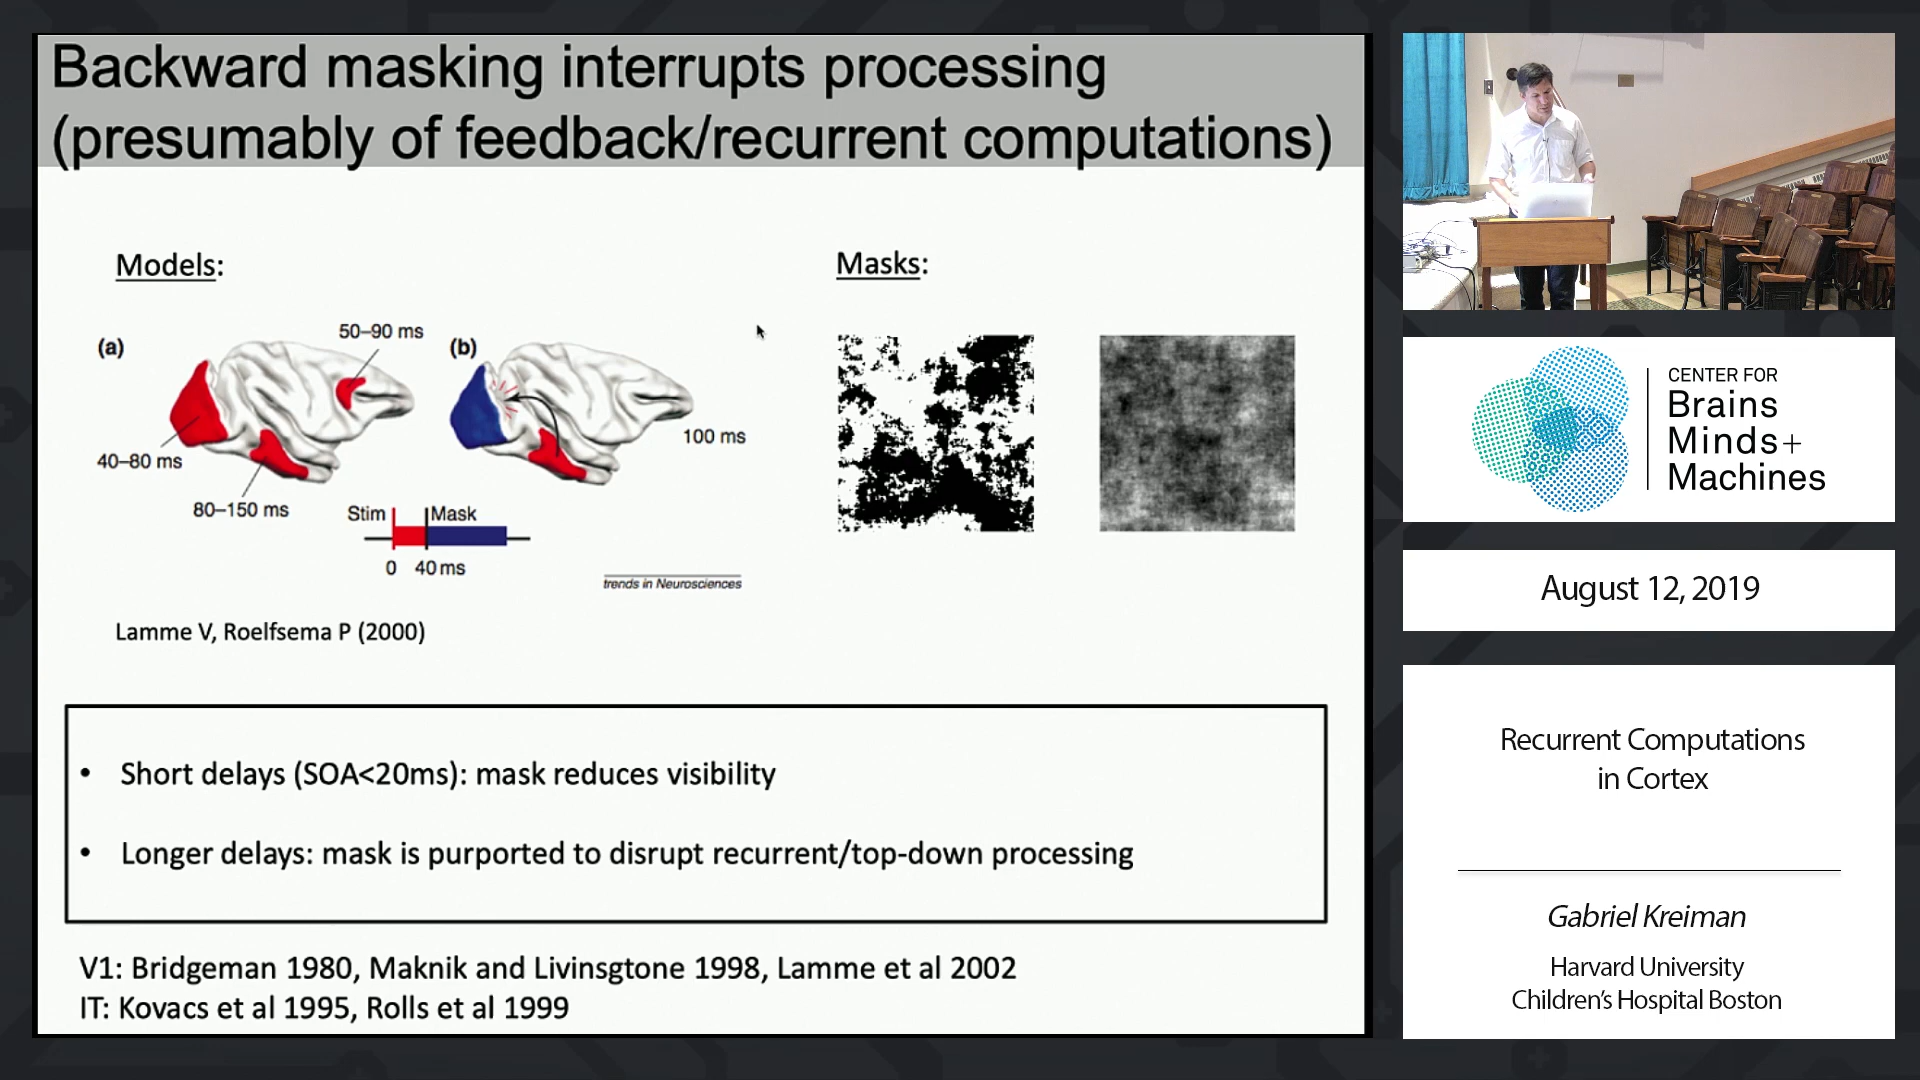 Backward masking interrupts processing
(presumably of feedback/recurrent computations)
Models:
Masks:
(a)
50–90 ms
(b)
100 ms
40–80 ms
80–150 ms
Stim
Mask
0
40 ms
trends in Neurosciences
Lamme V, Roelfsema P (2000)
• Short delays (SOA<20ms): mask reduces visibility
• Longer delays: mask is purported to disrupt recurrent/top-down processing
V1: Bridgeman 1980, Maknik and Livinsgtone 1998, Lamme et al 2002
IT: Kovacs et al 1995, Rolls et al 1999
CENTER FOR
Brains
Minds+
Machines
August 12, 2019
Recurrent Computations
in Cortex
Gabriel Kreiman
Harvard University
Children's Hospital Boston